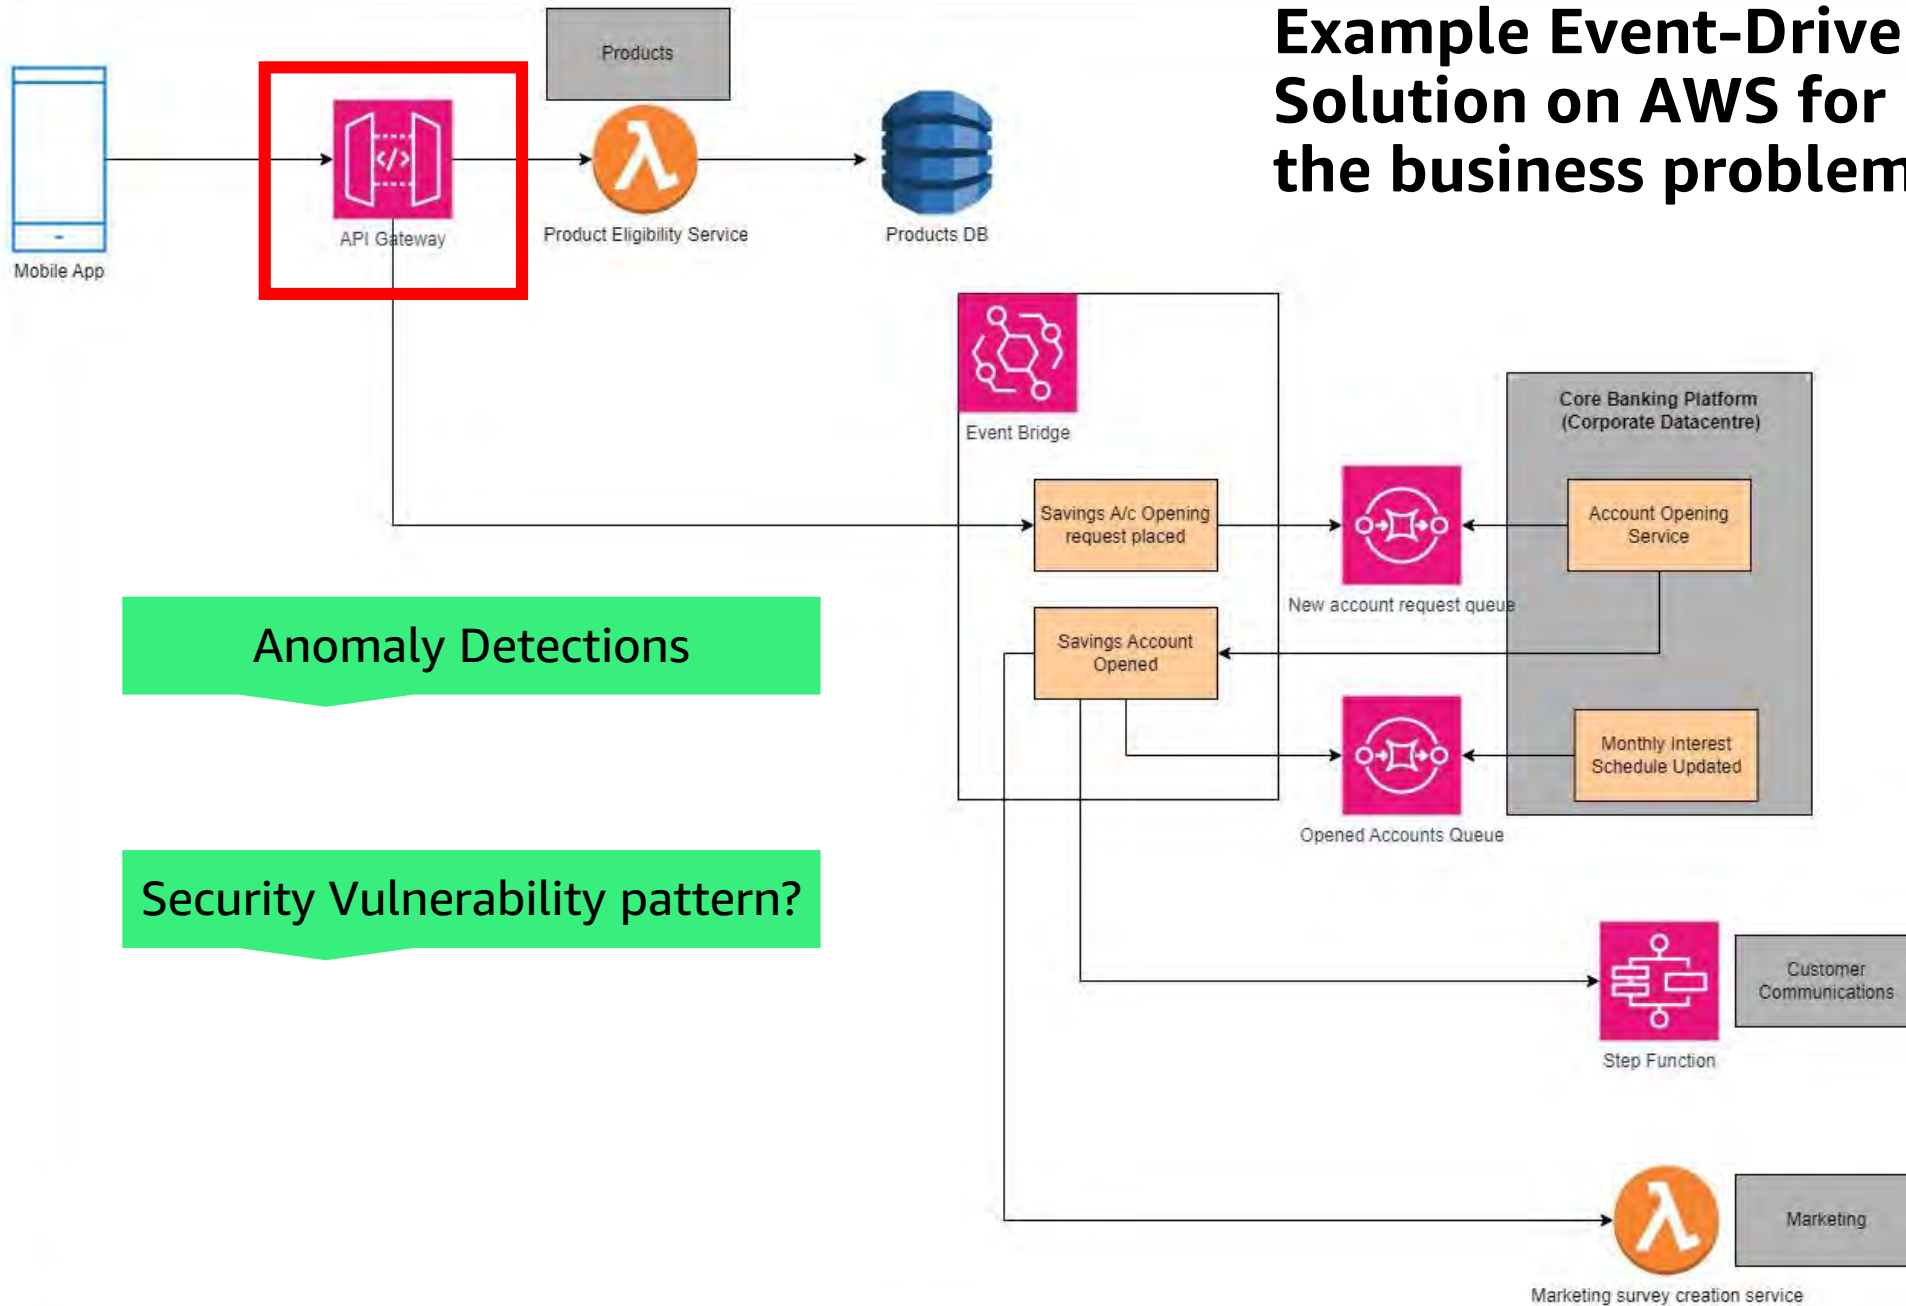 Example Event-Drive
Solution on AWS for
the business problem
Products
</>
API Gateway
Product Eligibility Service
Products DB
Mobile App
Event Bridge
Core Banking Platform
(Corporate Datacentre)
Savings A/c Opening
request placed
Account Opening
Service
New account request queue
Anomaly Detections
Savings Account
Opened
Monthly Interest
Schedule Updated
Opened Accounts Queue
Security Vulnerability pattern?
Customer
Communications
Step Function
Marketing
Marketing survey creation service